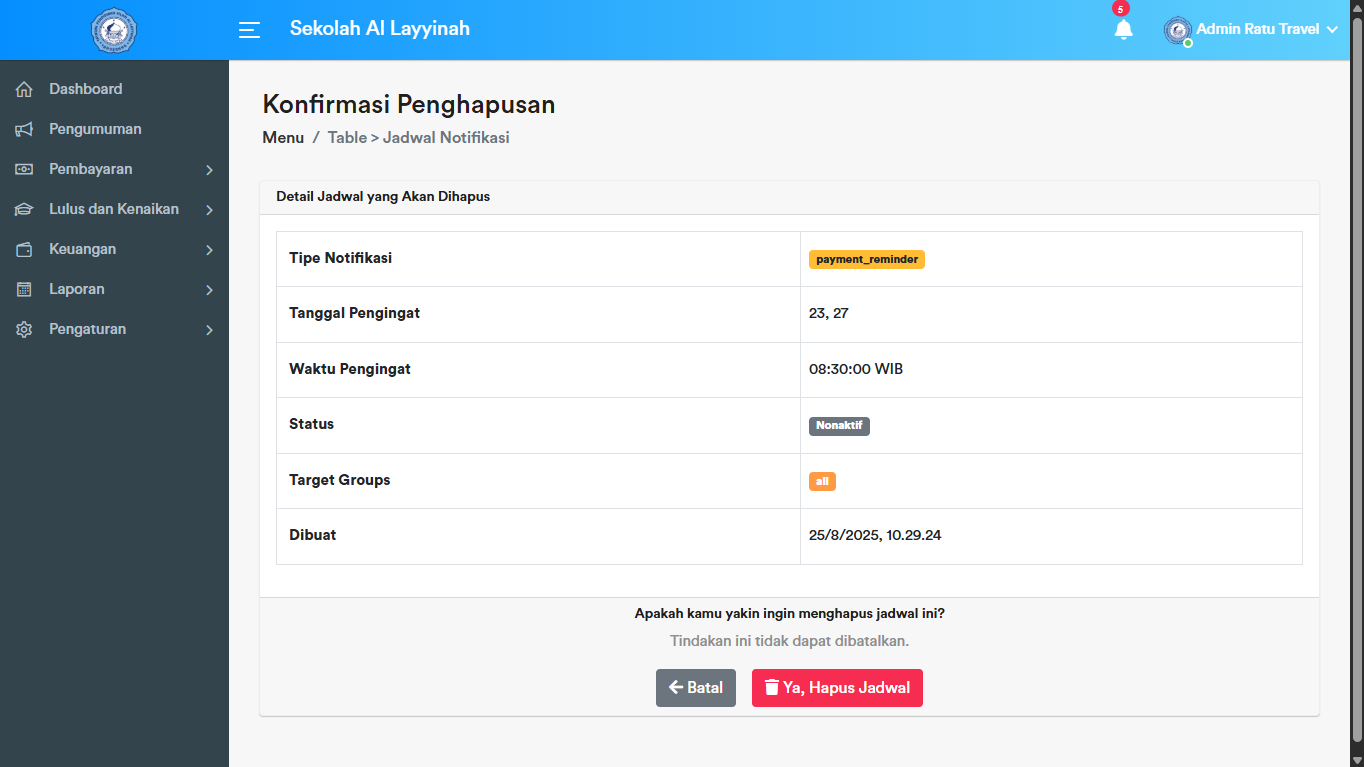 Sekolah Al Layyinah
5
Admin Ratu Travel
Dashboard
Pengumuman
Pembayaran
Lulus dan Kenaikan
Keuangan
Laporan
Pengaturan
Konfirmasi Penghapusan
Menu / Table > Jadwal Notifikasi
Detail Jadwal yang Akan Dihapus
Tipe Notifikasi payment_reminder
Tanggal Pengingat 23, 27
Waktu Pengingat 08:30:00 WIB
Status Nonaktif
Target Groups all
Dibuat 25/8/2025, 10.29.24
Apakah kamu yakin ingin menghapus jadwal ini?
Tindakan ini tidak dapat dibatalkan.
Batal Ya, Hapus Jadwal